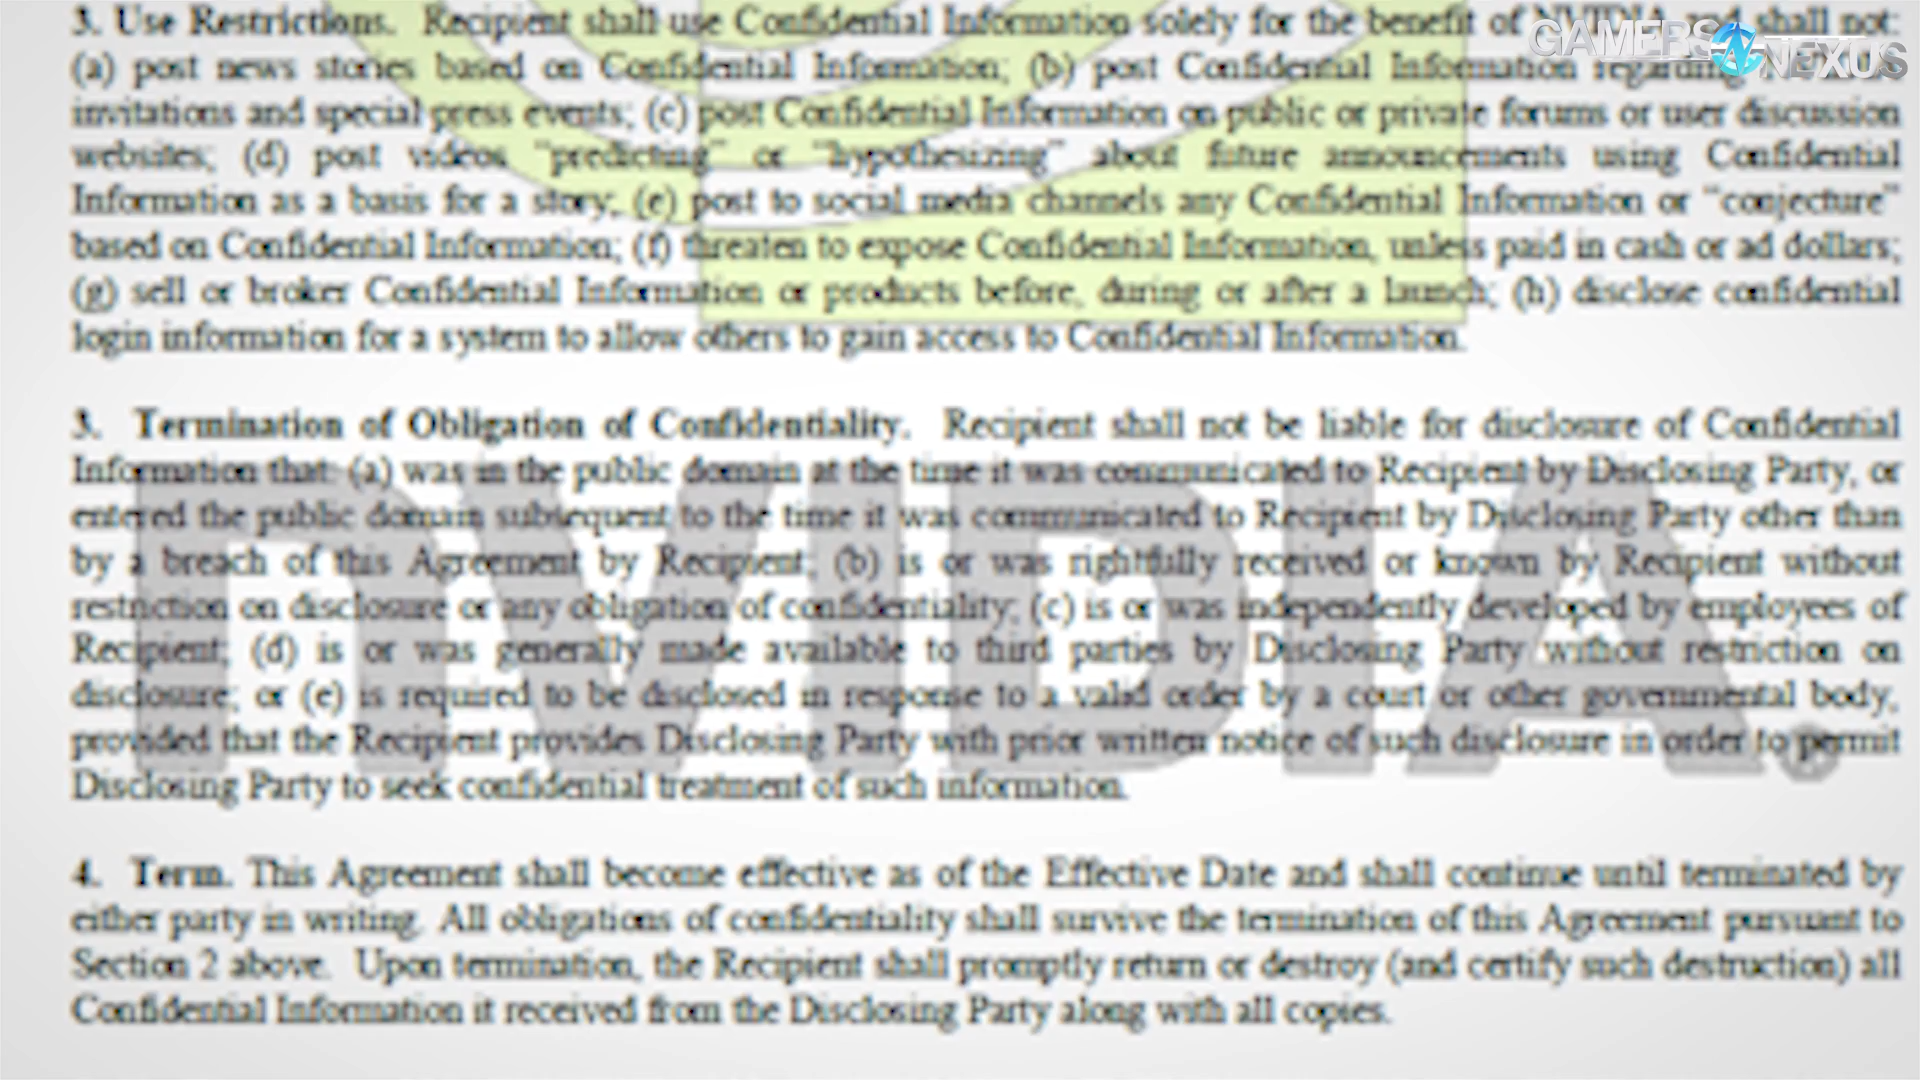 3. Use Restrictions. Recipient shall use Confidential Information solely for the benefit of NVIDIA and shall not:
GAMERS NEXUS
(a) post news stories based on Confidential Information; (b) post Confidential Information regarding
invitations and special press events; (c) post Confidential Information on public or private forums or user discussion
websites; (d) post videos "predicting" or "hypothesizing" about future announcements using Confidential
Information as a basis for a story; (e) post to social media channels any Confidential Information or "conjecture"
based on Confidential Information; (f) threaten to expose Confidential Information, unless paid in cash or ad dollars;
(g) sell or broker Confidential Information or products before, during or after a launch; (h) disclose confidential
login information for a system to allow others to gain access to Confidential Information.
3. Termination of Obligation of Confidentiality. Recipient shall not be liable for disclosure of Confidential
Information that: (a) was in the public domain at the time it was communicated to Recipient by Disclosing Party, or
entered the public domain subsequent to the time it was communicated to Recipient by Disclosing Party other than
by a breach of this Agreement by Recipient; (b) is or was rightfully received or known by Recipient without
restriction on disclosure or any obligation of confidentiality; (c) is or was independently developed by employees of
Recipient; (d) is or was generally made available to third parties by Disclosing Party without restriction on
disclosure; or (e) is required to be disclosed in response to a valid order by a court or other governmental body,
provided that the Recipient provides Disclosing Party with prior written notice of such disclosure in order to permit
Disclosing Party to seek confidential treatment of such information.
nVIDIA.
4. Term. This Agreement shall become effective as of the Effective Date and shall continue until terminated by
either party in writing. All obligations of confidentiality shall survive the termination of this Agreement pursuant to
Section 2 above. Upon termination, the Recipient shall promptly return or destroy (and certify such destruction) all
Confidential Information it received from the Disclosing Party along with all copies.